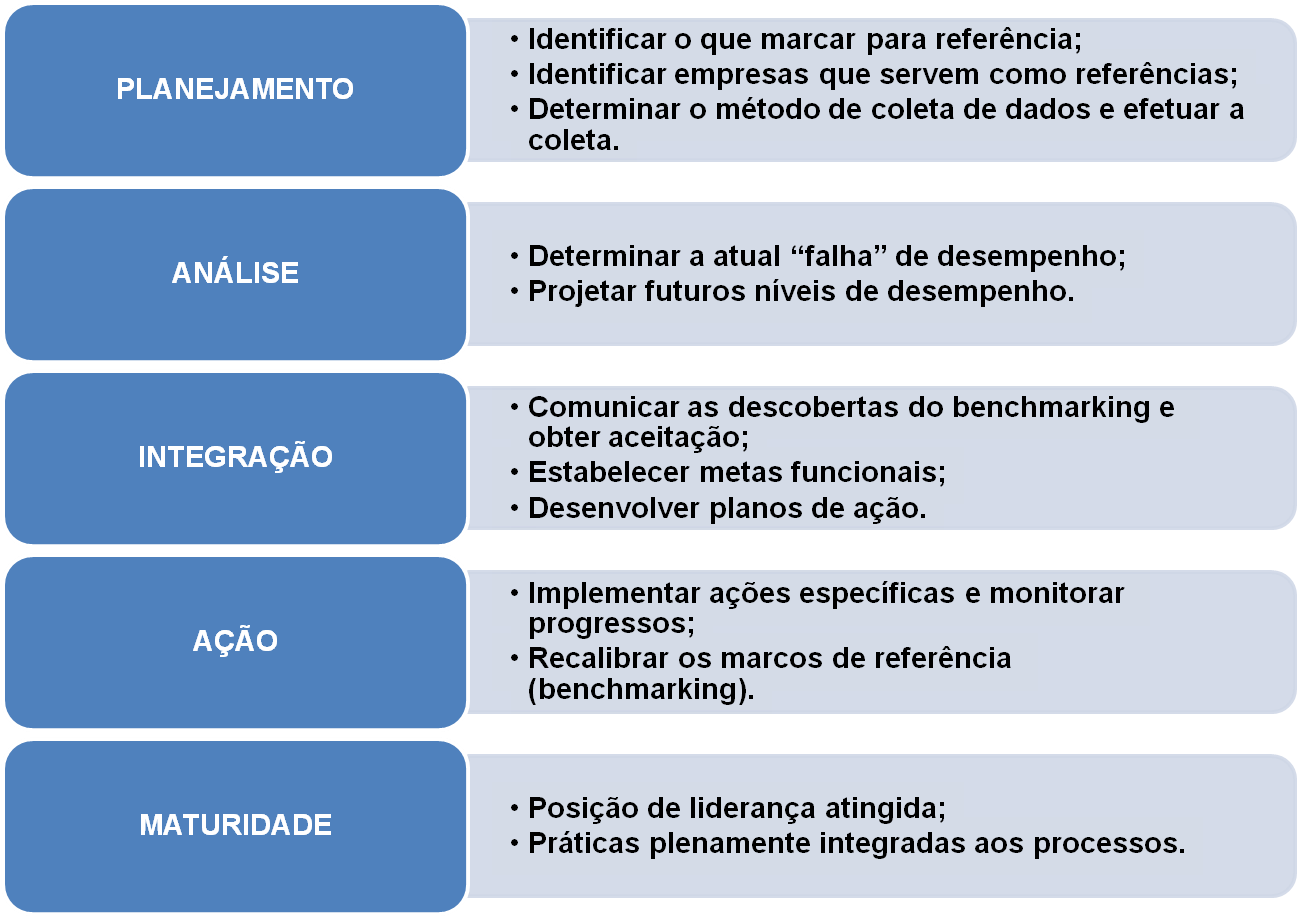 PLANEJAMENTO
• Identificar o que marcar para referência;
• Identificar empresas que servem como referências;
• Determinar o método de coleta de dados e efetuar a
coleta.
ANÁLISE
• Determinar a atual “falha” de desempenho;
• Projetar futuros níveis de desempenho.
INTEGRAÇÃO
• Comunicar as descobertas do benchmarking e
obter aceitação;
• Estabelecer metas funcionais;
• Desenvolver planos de ação.
AÇÃO
• Implementar ações específicas e monitorar
progressos;
• Recalibrar os marcos de referência
(benchmarking).
MATURIDADE
• Posição de liderança atingida;
• Práticas plenamente integradas aos processos.